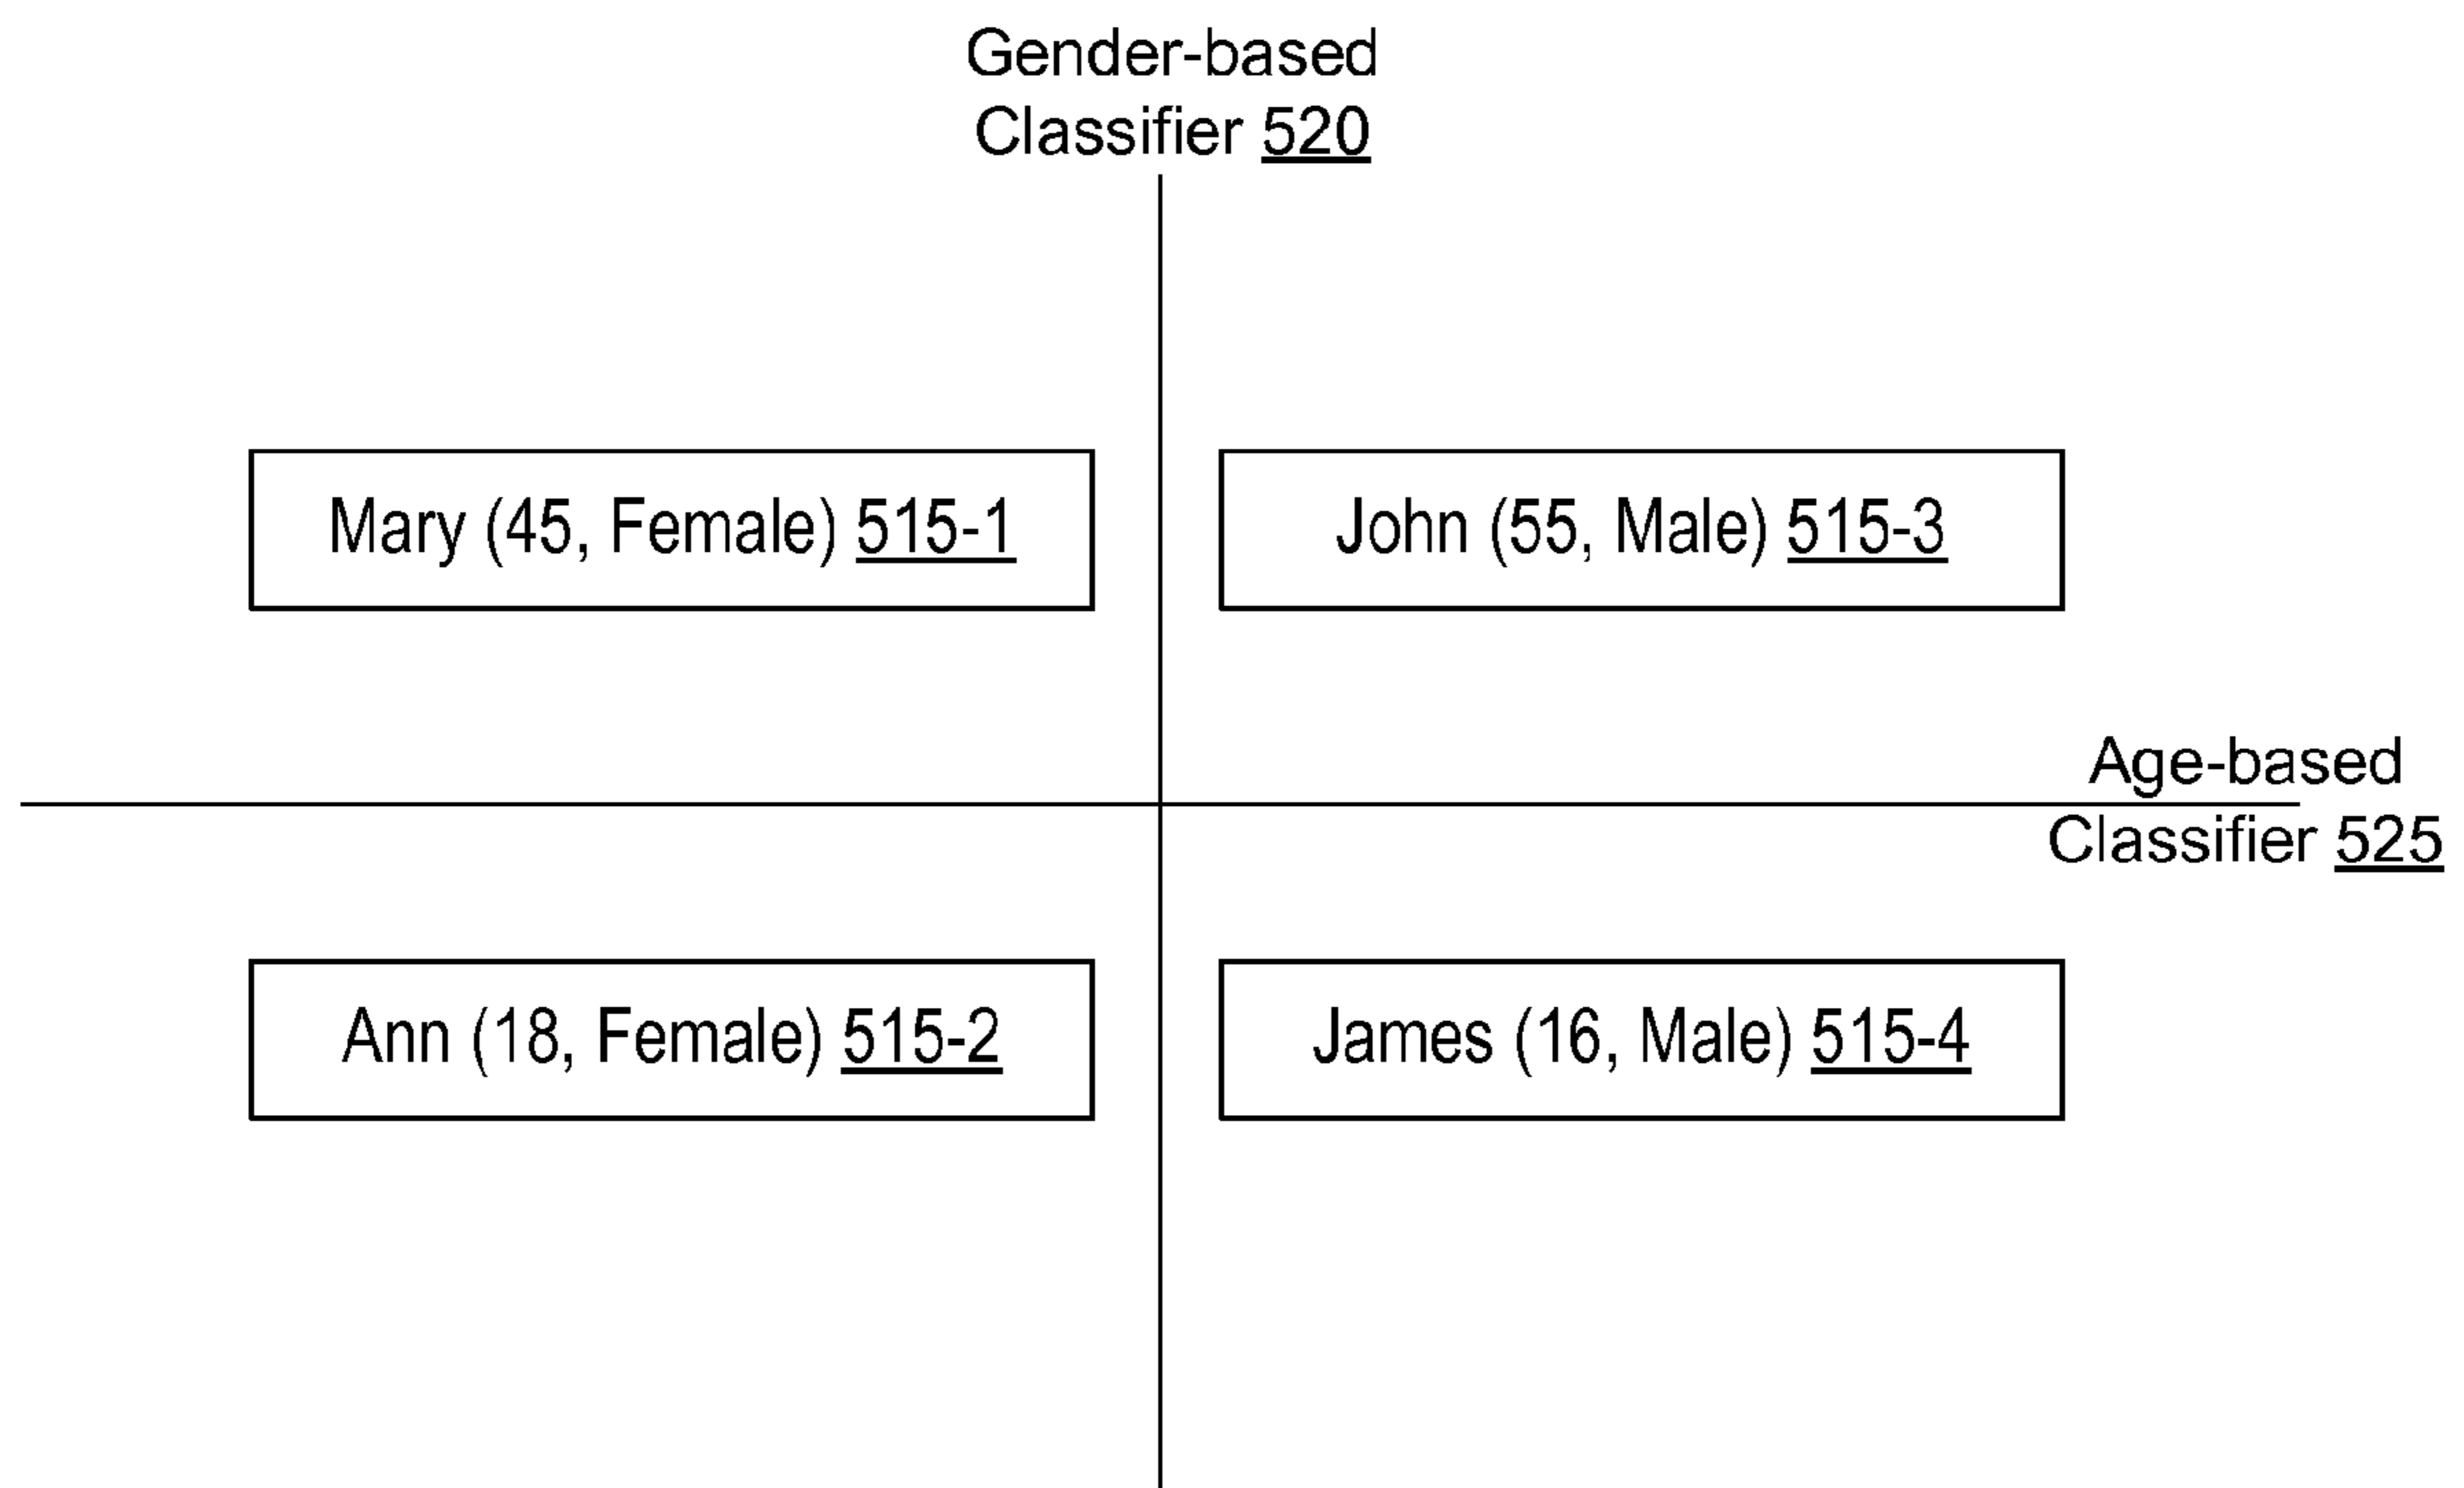 Gender-based
Classifier 520
Mary (45, Female) 515-1
John (55, Male) 515-3
Age-based
Classifier 525
Ann (18, Female) 515-2
James (16, Male) 515-4